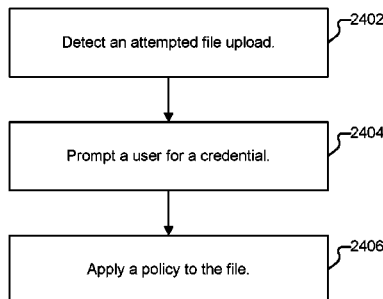 Detect an attempted file upload.
2402
Prompt a user for a credential.
2404
Apply a policy to the file.
2406